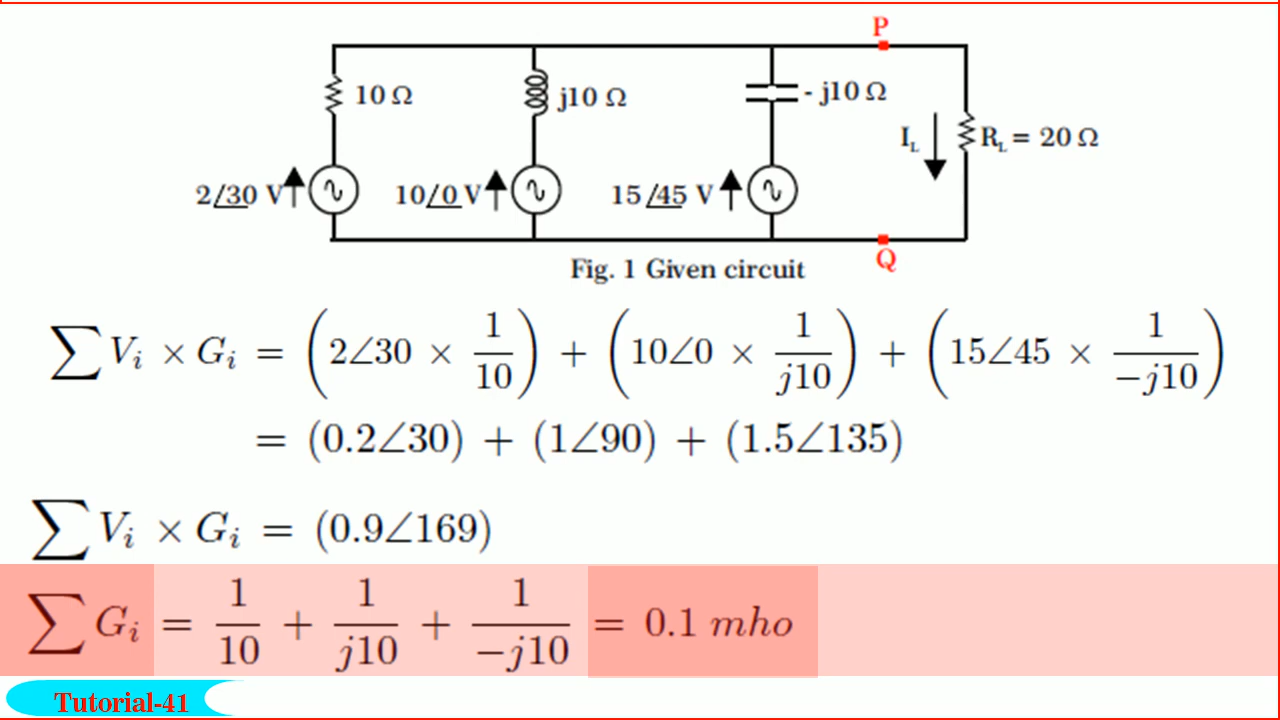 P
10 Ω
j10 Ω
- j10 Ω
I_L
R_L = 20 Ω
2/30 V
10/0 V
15 /45 V
Q
Fig. 1 Given circuit
∑ V_i × G_i = (2∠30 × 1/10) + (10∠0 × 1/j10) + (15∠45 × 1/−j10)
= (0.2∠30) + (1∠90) + (1.5∠135)
∑ V_i × G_i = (0.9∠169)
∑ G_i = 1/10 + 1/j10 + 1/−j10 = 0.1 mho
Tutorial-41